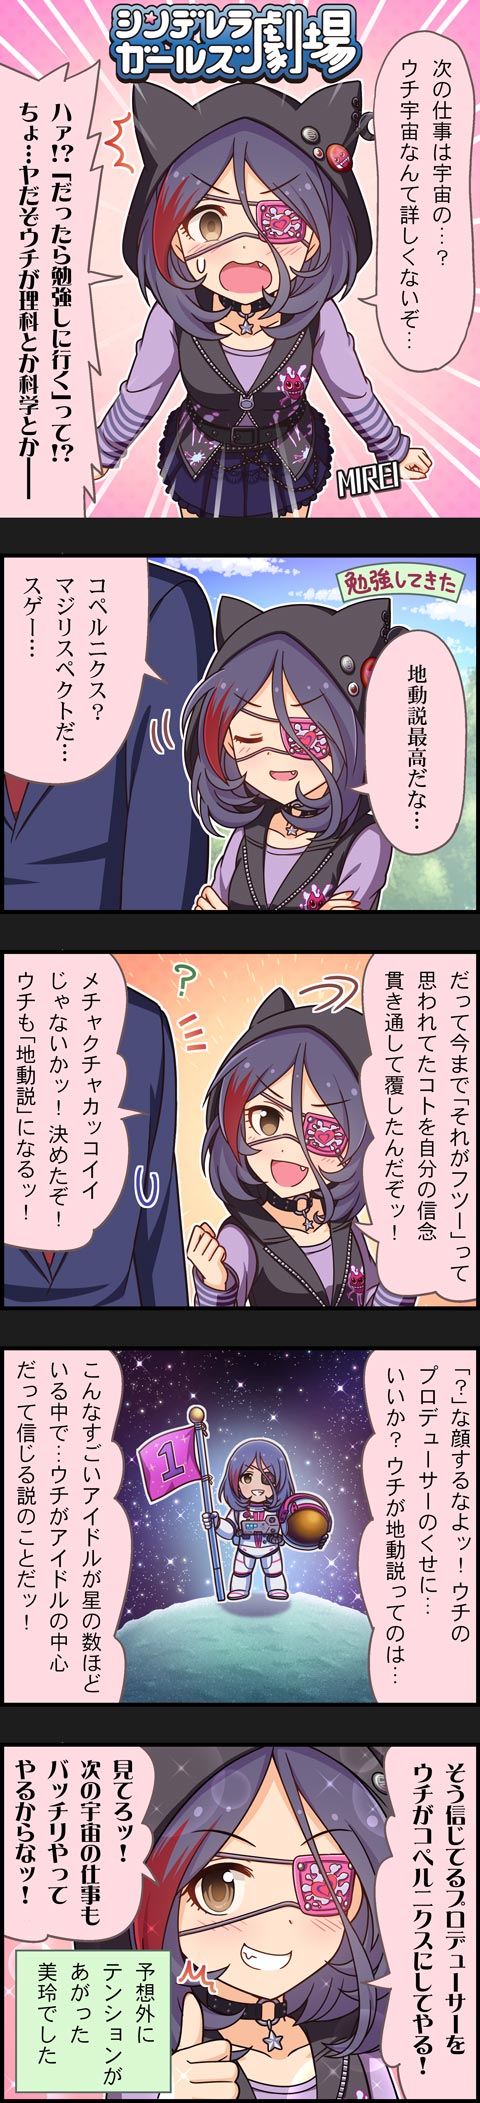 シンデレラ
ガールズ劇場
次の仕事は宇宙の…？
ウチ宇宙なんて詳しくないぞ…
ハァ!?「だったら勉強しに行く」って!?
ちょ…ヤだぞウチが理科とか科学とか――
MIREI
勉強してきた
地動説最高だな…
コペルニクス？
マジリスペクトだ…
スゲー…
だって今まで「それがフツー」って
思われてたコトを自分の信念
貫き通して覆したんだぞッ！
？
メチャクチャカッコイイ
じゃないかッ！決めたぞ！
ウチも「地動説」になるッ！
「？」な顔するなよッ！ウチの
プロデューサーのくせに…
いいか？ウチが地動説ってのは…
1
こんなすごいアイドルが星の数ほど
いる中で…ウチがアイドルの中心
だって信じる説のことだッ！
そう信じてるプロデューサーを
ウチがコペルニクスにしてやる！
見てろッ！
次の宇宙の仕事も
バッチリやって
やるからなッ！
予想外に
テンションが
あがった
美玲でした